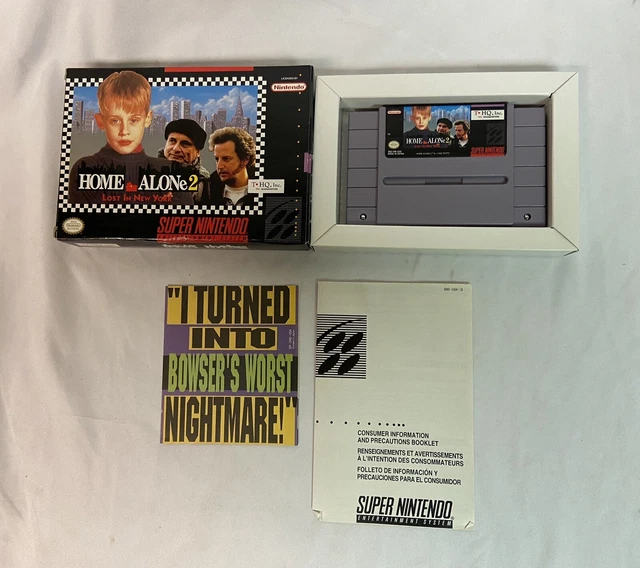 Nintendo
HOME ALONe 2
LOST IN NEW YORK
T•HQ, Inc.
SUPER NINTENDO
ENTERTAINMENT SYSTEM
T•HQ, Inc.
HOME ALONe 2
SUPER NINTENDO
"I TURNED
INTO
BOWSER'S WORST
NIGHTMARE!"
CONSUMER INFORMATION
AND PRECAUTIONS BOOKLET
RENSEIGNEMENTS ET AVERTISSEMENTS
À L'INTENTION DES CONSOMMATEURS
FOLLETO DE INFORMACIÓN Y
PRECAUCIONES PARA EL CONSUMIDOR
SUPER NINTENDO
ENTERTAINMENT SYSTEM